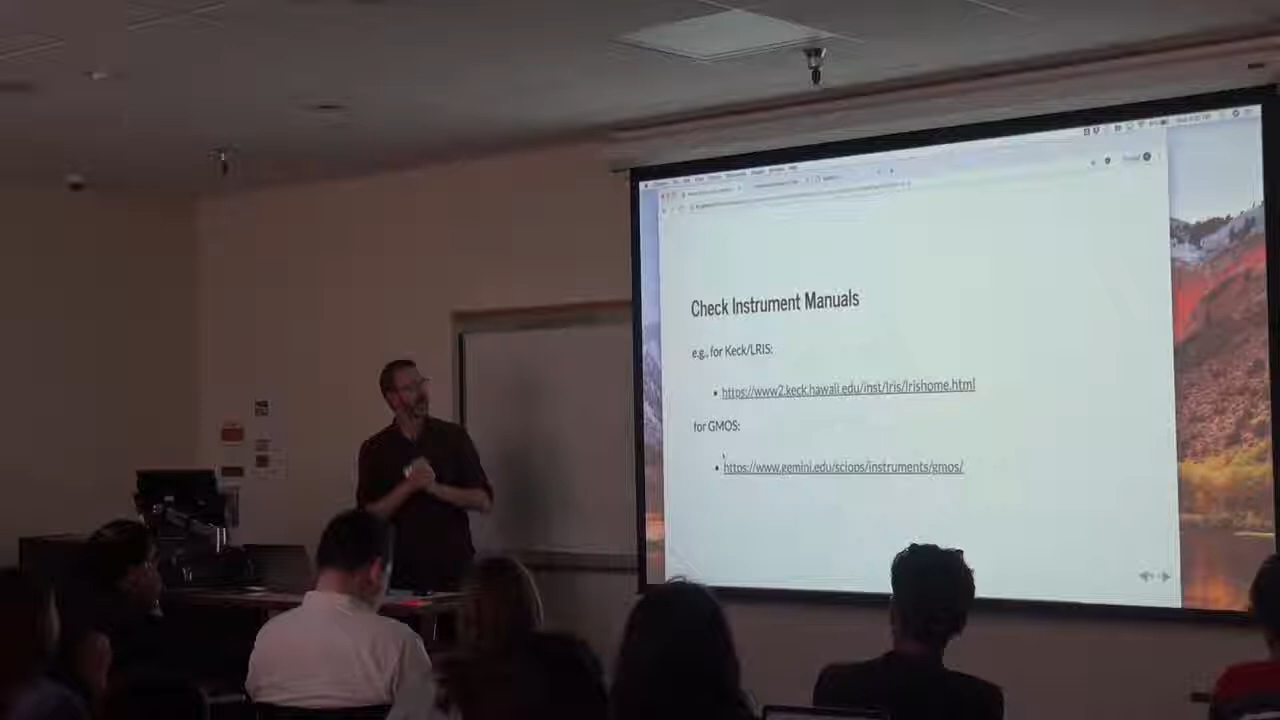 Check Instrument Manuals
e.g., for Keck/LRIS:
• https://www2.keck.hawaii.edu/inst/lris/lrishome.html
for GMOS:
• https://www.gemini.edu/sciops/instruments/gmos/